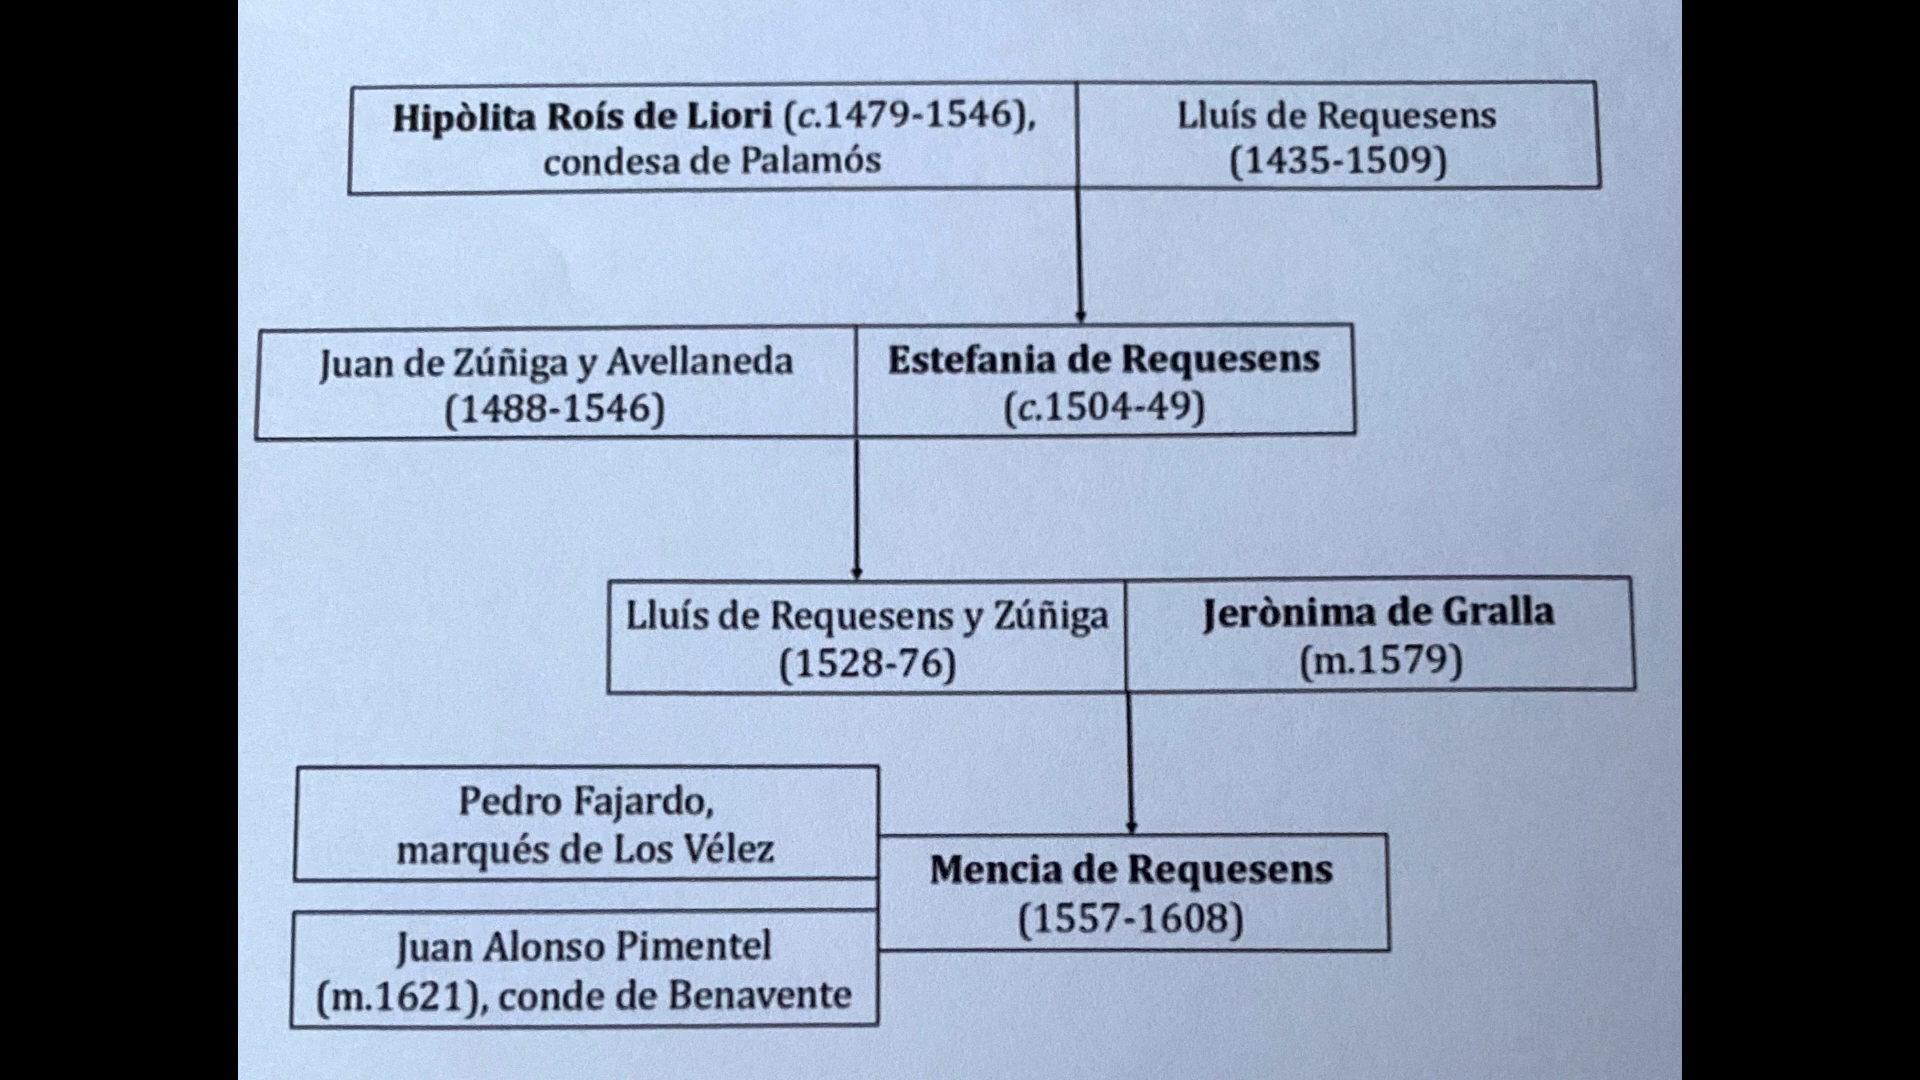 Hipòlita Roís de Liori (c.1479-1546),
condesa de Palamós
Lluís de Requesens
(1435-1509)
Juan de Zúñiga y Avellaneda
(1488-1546)
Estefania de Requesens
(c.1504-49)
Lluís de Requesens y Zúñiga
(1528-76)
Jerònima de Gralla
(m.1579)
Pedro Fajardo,
marqués de Los Vélez
Mencia de Requesens
(1557-1608)
Juan Alonso Pimentel
(m.1621), conde de Benavente